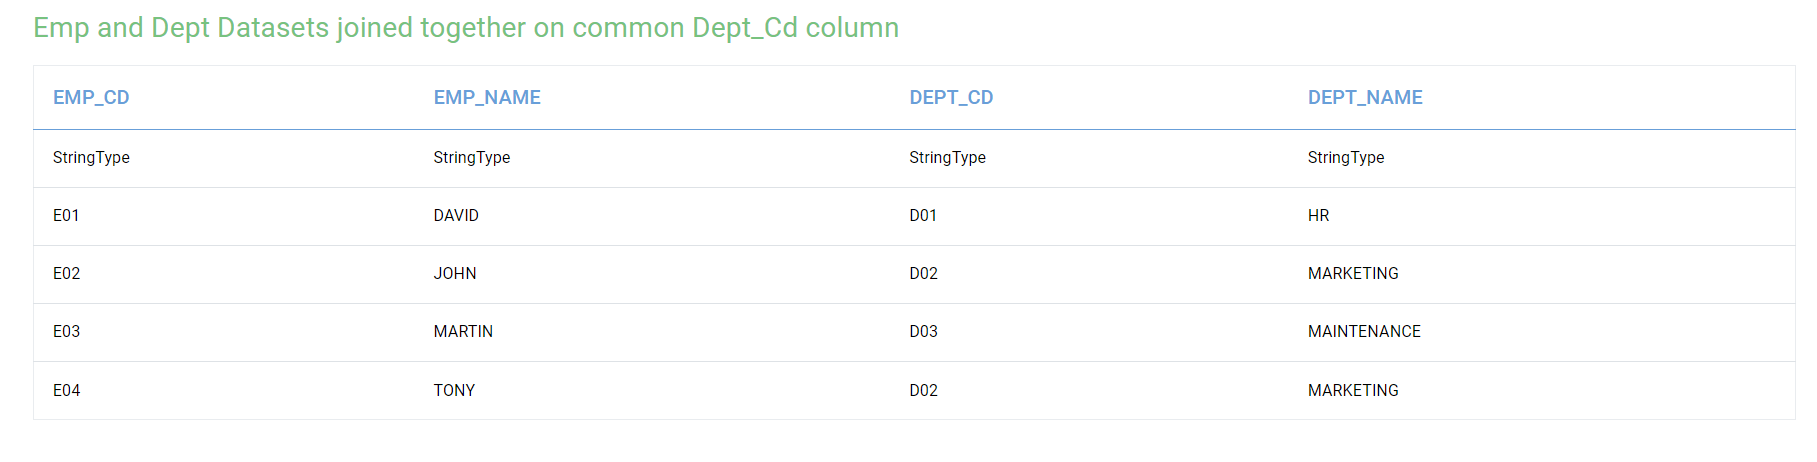 Emp and Dept Datasets joined together on common Dept_Cd column
EMP_CD EMP_NAME DEPT_CD DEPT_NAME
StringType StringType StringType StringType
E01 DAVID D01 HR
E02 JOHN D02 MARKETING
E03 MARTIN D03 MAINTENANCE
E04 TONY D02 MARKETING